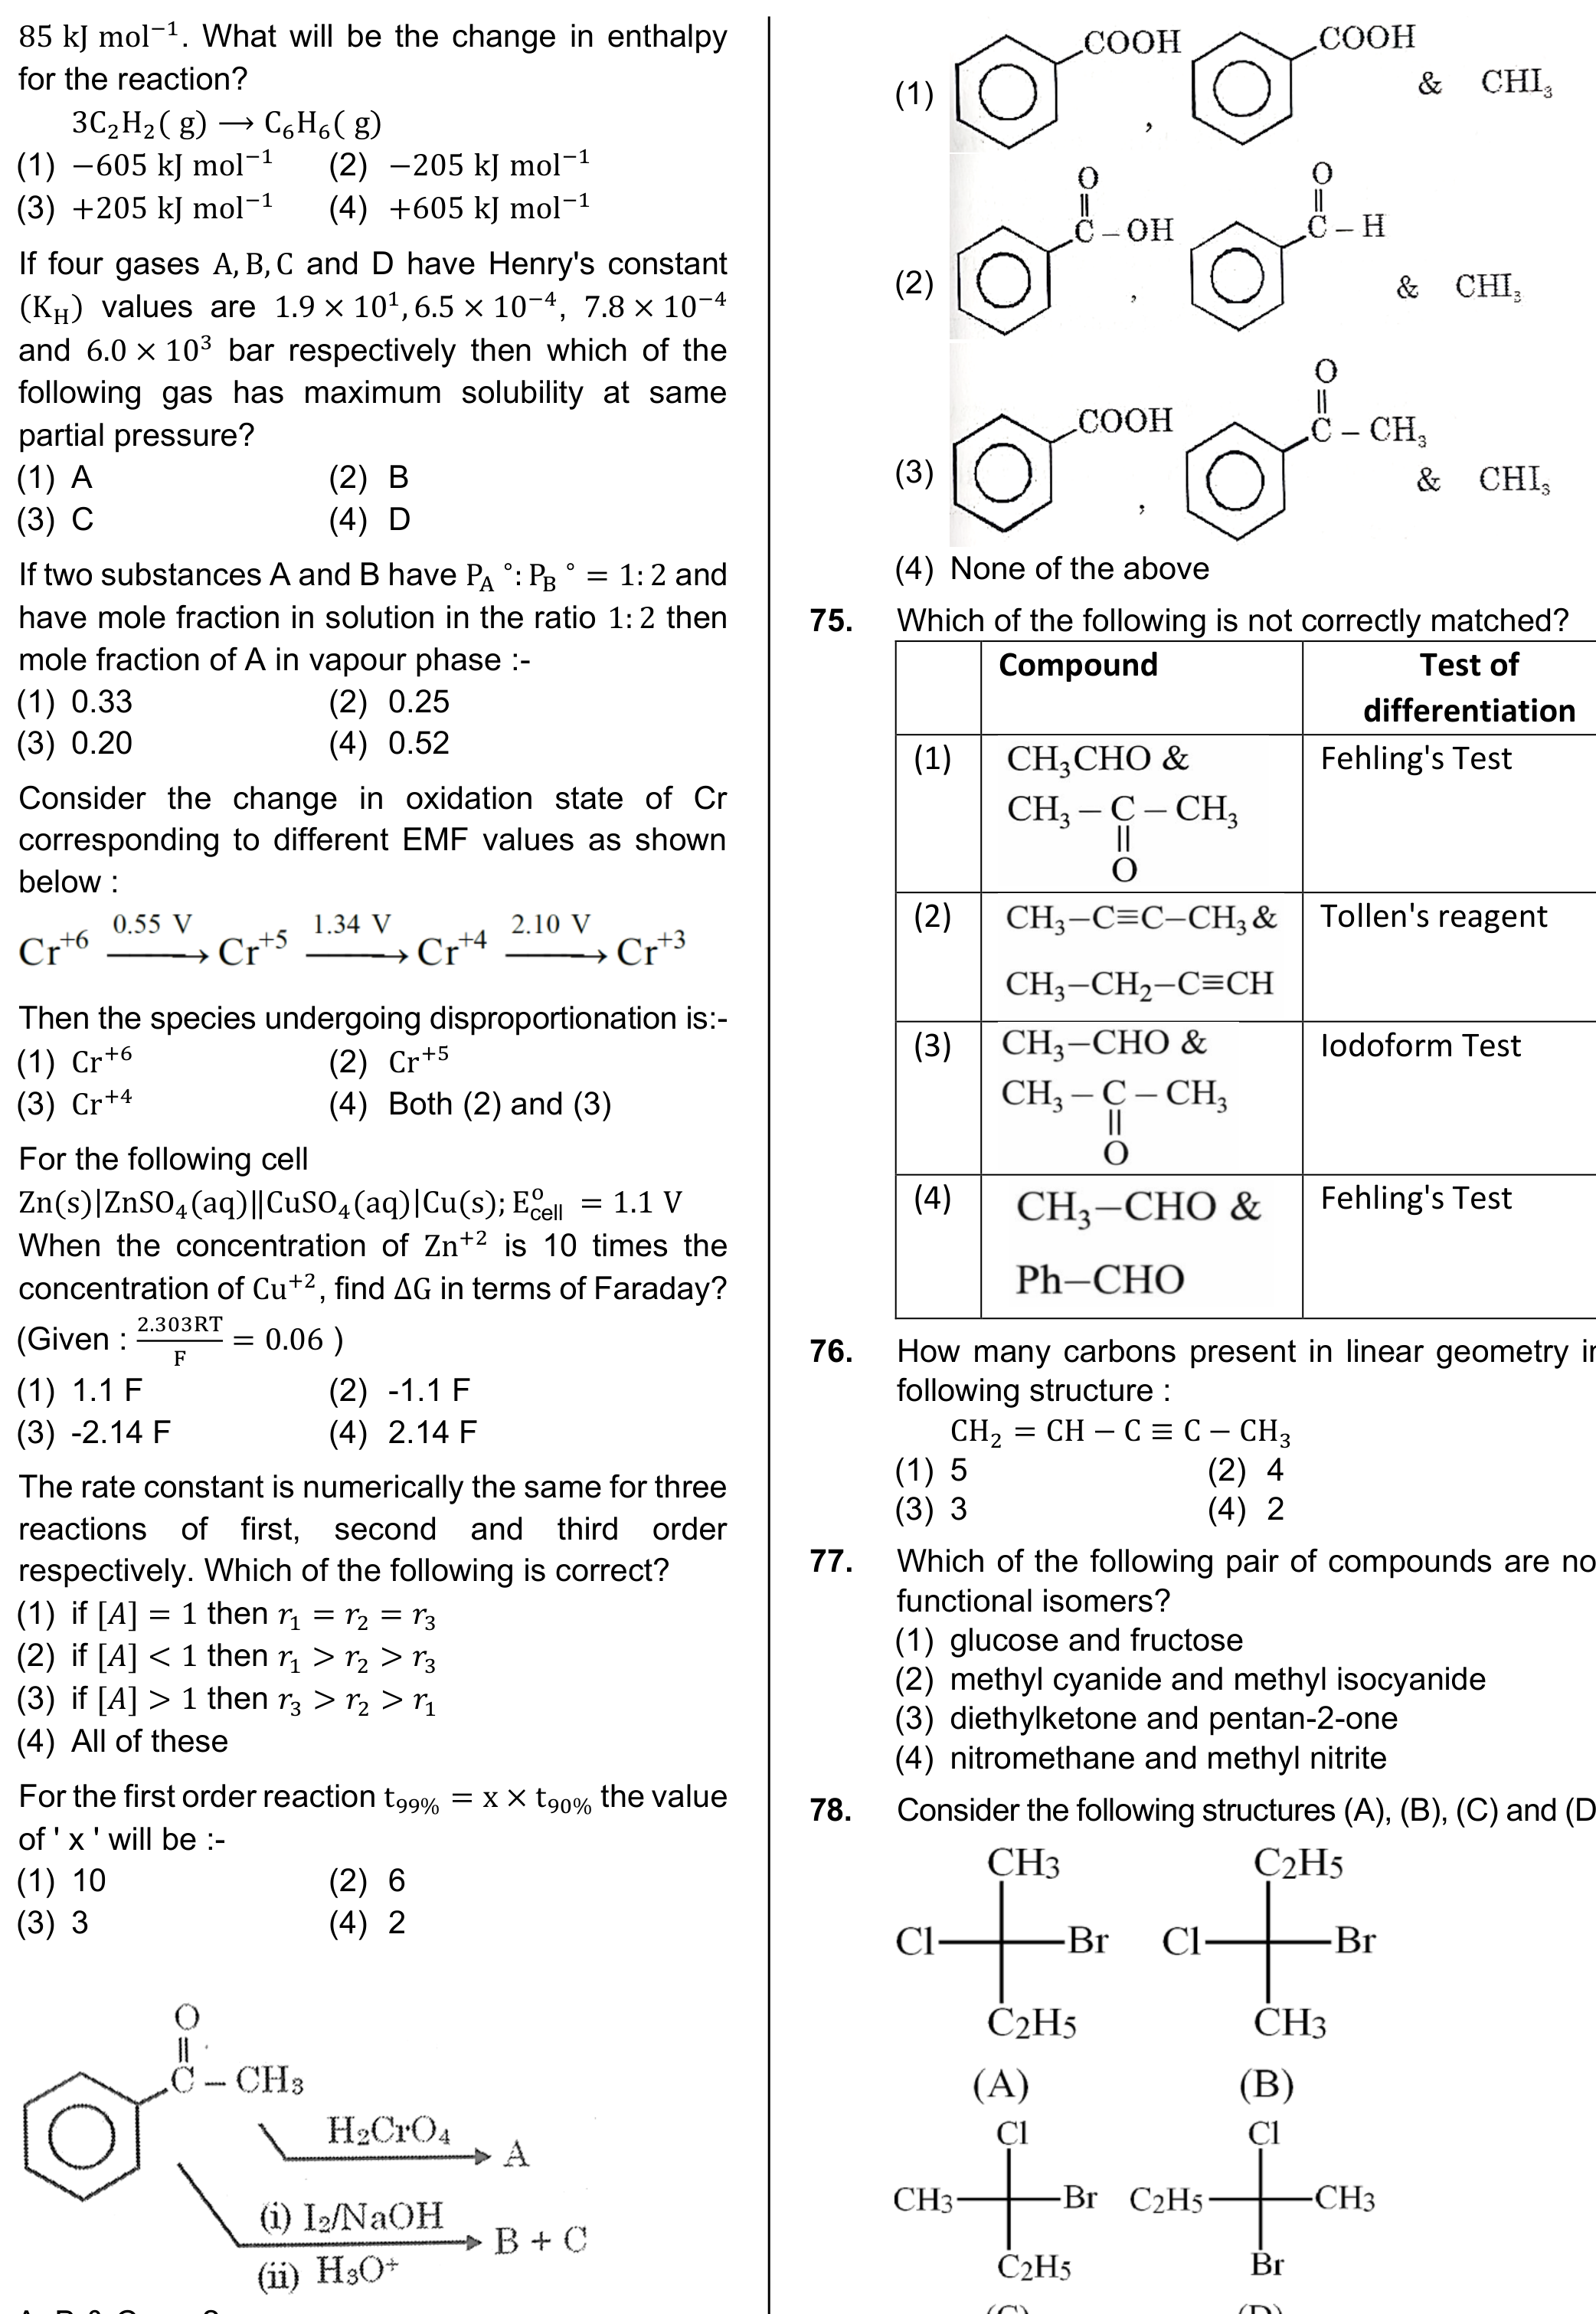 85 kJ mol⁻¹. What will be the change in enthalpy
for the reaction?
3C₂H₂( g) ⟶ C₆H₆( g)
(1) −605 kJ mol⁻¹ (2) −205 kJ mol⁻¹
(3) +205 kJ mol⁻¹ (4) +605 kJ mol⁻¹
If four gases A, B, C and D have Henry's constant
(K_H) values are 1.9 × 10¹, 6.5 × 10⁻⁴, 7.8 × 10⁻⁴
and 6.0 × 10³ bar respectively then which of the
following gas has maximum solubility at same
partial pressure?
(1) A (2) B
(3) C (4) D
If two substances A and B have P_A °: P_B ° = 1: 2 and
have mole fraction in solution in the ratio 1: 2 then
mole fraction of A in vapour phase :-
(1) 0.33 (2) 0.25
(3) 0.20 (4) 0.52
Consider the change in oxidation state of Cr
corresponding to different EMF values as shown
below :
Cr⁺⁶ 0.55 V ⟶ Cr⁺⁵ 1.34 V ⟶ Cr⁺⁴ 2.10 V ⟶ Cr⁺³
Then the species undergoing disproportionation is:-
(1) Cr⁺⁶ (2) Cr⁺⁵
(3) Cr⁺⁴ (4) Both (2) and (3)
For the following cell
Zn(s)|ZnSO₄(aq)‖CuSO₄(aq)|Cu(s); E°cell = 1.1 V
When the concentration of Zn⁺² is 10 times the
concentration of Cu⁺², find ΔG in terms of Faraday?
(Given : 2.303RT/F = 0.06 )
(1) 1.1 F (2) -1.1 F
(3) -2.14 F (4) 2.14 F
The rate constant is numerically the same for three
reactions of first, second and third order
respectively. Which of the following is correct?
(1) if [A] = 1 then r₁ = r₂ = r₃
(2) if [A] < 1 then r₁ > r₂ > r₃
(3) if [A] > 1 then r₃ > r₂ > r₁
(4) All of these
For the first order reaction t₉₉% = x × t₉₀% the value
of ' x ' will be :-
(1) 10 (2) 6
(3) 3 (4) 2
O
‖
C – CH₃
H₂CrO₄ A
(i) I₂/NaOH B + C
(ii) H₃O⁺
(1) COOH , COOH & CHI₃
O O
‖ ‖
(2) C – OH , C – H & CHI₃
O
‖
(3) COOH , C – CH₃ & CHI₃
(4) None of the above
75. Which of the following is not correctly matched?
Compound Test of
differentiation
(1) CH₃CHO & Fehling's Test
CH₃ – C – CH₃
‖
O
(2) CH₃–C≡C–CH₃ & Tollen's reagent
CH₃–CH₂–C≡CH
(3) CH₃–CHO & Iodoform Test
CH₃ – C – CH₃
‖
O
(4) CH₃–CHO & Fehling's Test
Ph–CHO
76. How many carbons present in linear geometry in
following structure :
CH₂ = CH − C ≡ C − CH₃
(1) 5 (2) 4
(3) 3 (4) 2
77. Which of the following pair of compounds are no
functional isomers?
(1) glucose and fructose
(2) methyl cyanide and methyl isocyanide
(3) diethylketone and pentan-2-one
(4) nitromethane and methyl nitrite
78. Consider the following structures (A), (B), (C) and (D
CH3 C2H5
Cl Br Cl Br
C2H5 CH3
(A) (B)
Cl Cl
CH3 Br C2H5 CH3
C2H5 Br